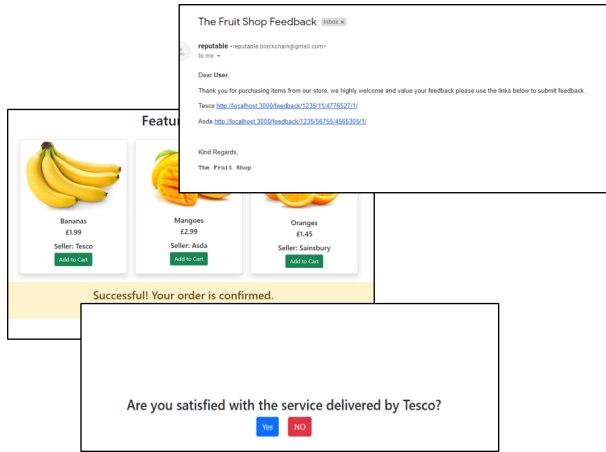 The Fruit Shop Feedback Inbox x
reputable <reputable.blockchain@gmail.com>
to me
Dear User,
Thank you for purchasing items from our store, we highly welcome and value your feedback please use the links below to submit feedback.
Tesco http://localhost:3000/feedback/1235/11/4776527/1/
Asda http://localhost:3000/feedback/1235/56755/4565305/1/
Kind Regards,
The Fruit Shop
Featu
Bananas
£1.99
Seller: Tesco
Add to Cart
Mangoes
£2.99
Seller: Asda
Add to Cart
Oranges
£1.45
Seller: Sainsbury
Add to Cart
Successful! Your order is confirmed.
Are you satisfied with the service delivered by Tesco?
Yes NO